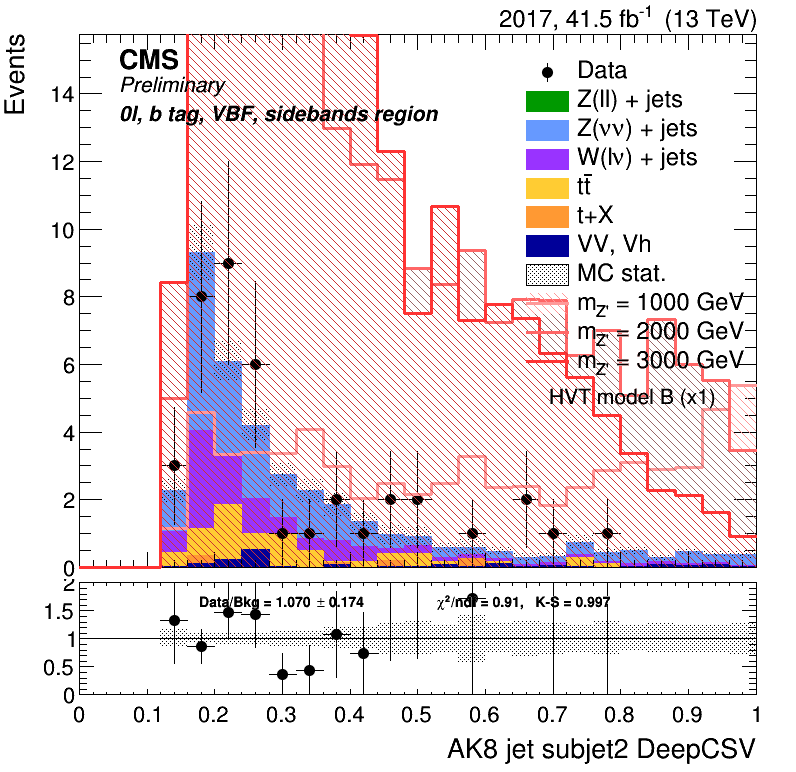 2017, 41.5 fb⁻¹ (13 TeV)
Events
CMS
Preliminary
0l, b tag, VBF, sidebands region
Data
Z(ll) + jets
Z(νν) + jets
W(lν) + jets
tt̄
t+X
VV, Vh
MC stat.
m_Z' = 1000 GeV
m_Z' = 2000 GeV
m_Z' = 3000 GeV
HVT model B (x1)
14
12
10
8
6
4
2
0
Data/Bkg = 1.070 ± 0.174
χ²/ndf = 0.91, K-S = 0.997
2
1.5
1
0.5
0
0 0.1 0.2 0.3 0.4 0.5 0.6 0.7 0.8 0.9 1
AK8 jet subjet2 DeepCSV